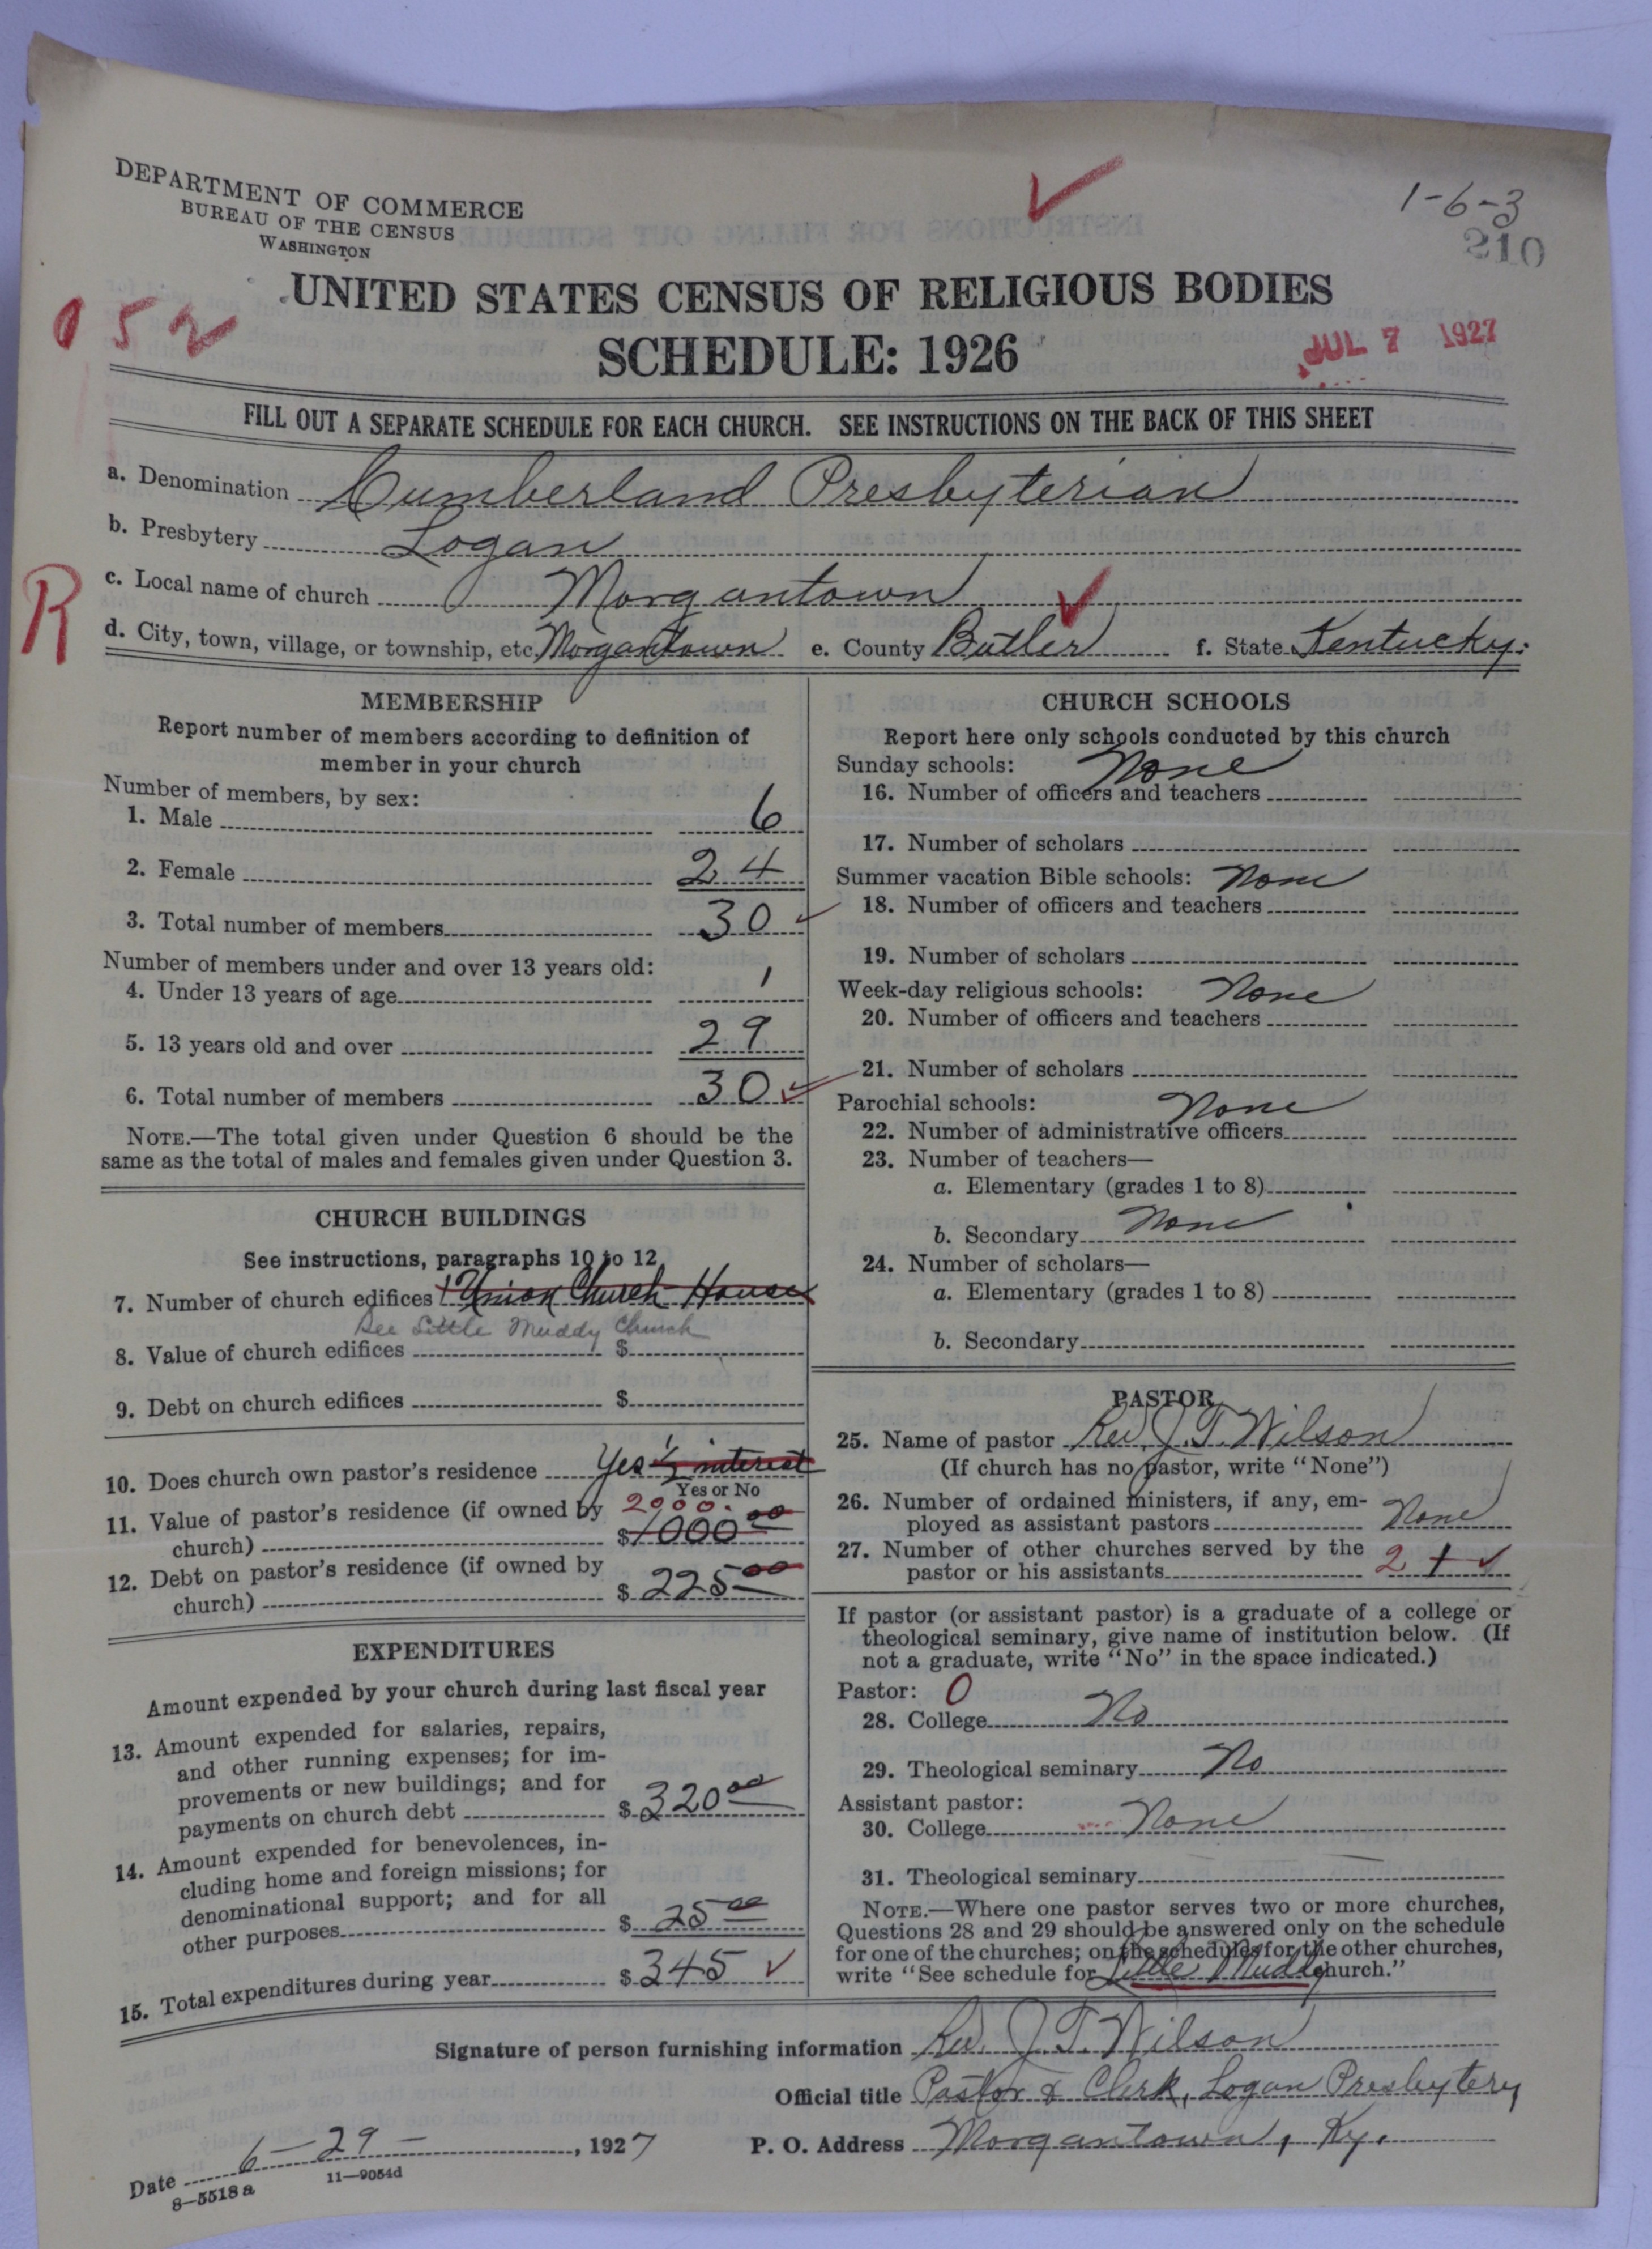 DEPARTMENT OF COMMERCE
BUREAU OF THE CENSUS
WASHINGTON
1-6-3
210
UNITED STATES CENSUS OF RELIGIOUS BODIES
052
SCHEDULE: 1926
JUL 7 1927
FILL OUT A SEPARATE SCHEDULE FOR EACH CHURCH. SEE INSTRUCTIONS ON THE BACK OF THIS SHEET
a. Denomination Cumberland Presbyterian
b. Presbytery Logan
R
c. Local name of church Morgantown
d. City, town, village, or township, etc. Morgantown e. County Butler f. State Kentucky.
MEMBERSHIP
Report number of members according to definition of
member in your church
Number of members, by sex:
1. Male 6
2. Female 24
3. Total number of members 30
Number of members under and over 13 years old:
4. Under 13 years of age 1
5. 13 years old and over 29
6. Total number of members 30
NOTE.—The total given under Question 6 should be the
same as the total of males and females given under Question 3.
CHURCH BUILDINGS
See instructions, paragraphs 10 to 12
7. Number of church edifices 1 Union Church House
See Little Muddy Church
8. Value of church edifices $
9. Debt on church edifices $
10. Does church own pastor's residence Yes ½ interest
Yes or No
11. Value of pastor's residence (if owned by 2000.
church) $1000 00
12. Debt on pastor's residence (if owned by
church) $225 00
EXPENDITURES
Amount expended by your church during last fiscal year
13. Amount expended for salaries, repairs,
and other running expenses; for im-
provements or new buildings; and for
payments on church debt $320 00
14. Amount expended for benevolences, in-
cluding home and foreign missions; for
denominational support; and for all
other purposes $25 00
15. Total expenditures during year $345
CHURCH SCHOOLS
Report here only schools conducted by this church
Sunday schools: None
16. Number of officers and teachers
17. Number of scholars
Summer vacation Bible schools: None
18. Number of officers and teachers
19. Number of scholars
Week-day religious schools: None
20. Number of officers and teachers
21. Number of scholars
Parochial schools: None
22. Number of administrative officers
23. Number of teachers—
a. Elementary (grades 1 to 8)
b. Secondary None
24. Number of scholars—
a. Elementary (grades 1 to 8)
b. Secondary
PASTOR
25. Name of pastor Rev. J. T. Wilson
(If church has no pastor, write "None")
26. Number of ordained ministers, if any, em-
ployed as assistant pastors None
27. Number of other churches served by the
pastor or his assistants 2 1
If pastor (or assistant pastor) is a graduate of a college or
theological seminary, give name of institution below. (If
not a graduate, write "No" in the space indicated.)
Pastor: 0
28. College No
29. Theological seminary No
Assistant pastor:
30. College None
31. Theological seminary
NOTE.—Where one pastor serves two or more churches,
Questions 28 and 29 should be answered only on the schedule
for one of the churches; on the schedules for the other churches,
write "See schedule for Little Muddy church."
Signature of person furnishing information Rev. J. T. Wilson
Official title Pastor & Clerk, Logan Presbytery
Date 6-29-, 1927 P. O. Address Morgantown, Ky.
8—5518a 11—9054d